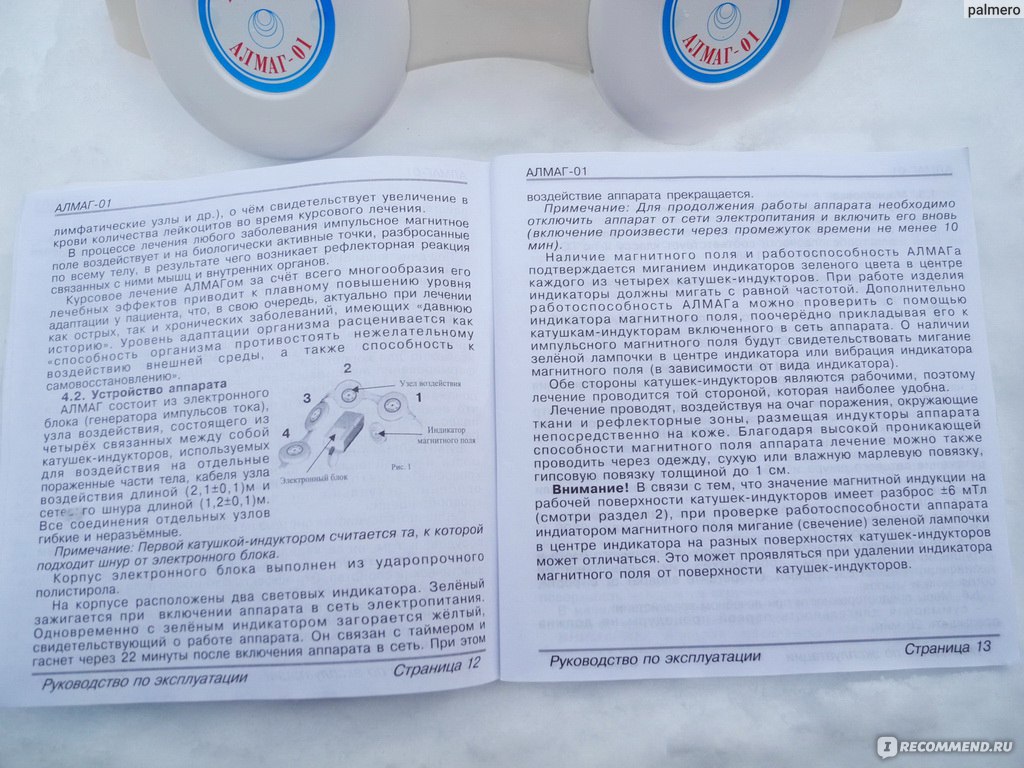 palmero
АЛМАГ-01
АЛМАГ-01
АЛМАГ-01
лимфатические узлы и др.), о чём свидетельствует увеличение в
крови количества лейкоцитов во время курсового лечения.
В процессе лечения любого заболевания импульсное магнитное
поле воздействует и на биологически активные точки, разбросанные
по всему телу, в результате чего возникает рефлекторная реакция
связанных с ними мышц и внутренних органов.
Курсовое лечение АЛМАГом за счёт всего многообразия его
лечебных эффектов приводит к плавному повышению уровня
адаптации у пациента, что, в свою очередь, актуально при лечении
как острых, так и хронических заболеваний, имеющих «давнюю
историю». Уровень адаптации организма расценивается как
«способность организма противостоять нежелательному
воздействию внешней среды, а также способность к
самовосстановлению».
4.2. Устройство аппарата
АЛМАГ состоит из электронного
блока (генератора импульсов тока),
узла воздействия, состоящего из
четырёх связанных между собой
катушек-индукторов, используемых
для воздействия на отдельные
пораженные части тела, кабеля узла
воздействия длиной (2,1±0,1)м и
сетевого шнура длиной (1,2±0,1)м.
Все соединения отдельных узлов
гибкие и неразъёмные.
2
Узел воздействия
3
1
4
Индикатор
магнитного поля
Рис. 1
Электронный блок
Примечание: Первой катушкой-индуктором считается та, к которой
подходит шнур от электронного блока.
Корпус электронного блока выполнен из ударопрочного
полистирола.
На корпусе расположены два световых индикатора. Зелёный
зажигается при включении аппарата в сеть электропитания.
Одновременно с зелёным индикатором загорается жёлтый,
свидетельствующий о работе аппарата. Он связан с таймером и
гаснет через 22 минуты после включения аппарата в сеть. При этом
Руководство по эксплуатации
Страница 12
АЛМАГ-01
воздействие аппарата прекращается.
Примечание: Для продолжения работы аппарата необходимо
отключить аппарат от сети электропитания и включить его вновь
(включение произвести через промежуток времени не менее 10
мин).
Наличие магнитного поля и работоспособность АЛМАГа
подтверждается миганием индикаторов зеленого цвета в центре
каждого из четырех катушек-индукторов. При работе изделия
индикаторы должны мигать с равной частотой. Дополнительно
работоспособность АЛМАГа можно проверить с помощью
индикатора магнитного поля, поочерёдно прикладывая его к
катушкам-индукторам включенного в сеть аппарата. О наличии
импульсного магнитного поля будут свидетельствовать мигание
зелёной лампочки в центре индикатора или вибрация индикатора
магнитного поля (в зависимости от вида индикатора).
Обе стороны катушек-индукторов являются рабочими, поэтому
лечение проводится той стороной, которая наиболее удобна.
Лечение проводят, воздействуя на очаг поражения, окружающие
ткани и рефлекторные зоны, размещая индукторы аппарата
непосредственно на коже. Благодаря высокой проникающей
способности магнитного поля аппарата лечение можно также
проводить через одежду, сухую или влажную марлевую повязку,
гипсовую повязку толщиной до 1 см.
Внимание! В связи с тем, что значение магнитной индукции на
рабочей поверхности катушек-индукторов имеет разброс ±6 мТл
(смотри раздел 2), при проверке работоспособности аппарата
индиатором магнитного поля мигание (свечение) зеленой лампочки
в центре индикатора на разных поверхностях катушек-индукторов
может отличаться. Это может проявляться при удалении индикатора
магнитного поля от поверхности катушек-индукторов.
Руководство по эксплуатации
Страница 13
I RECOMMEND.RU